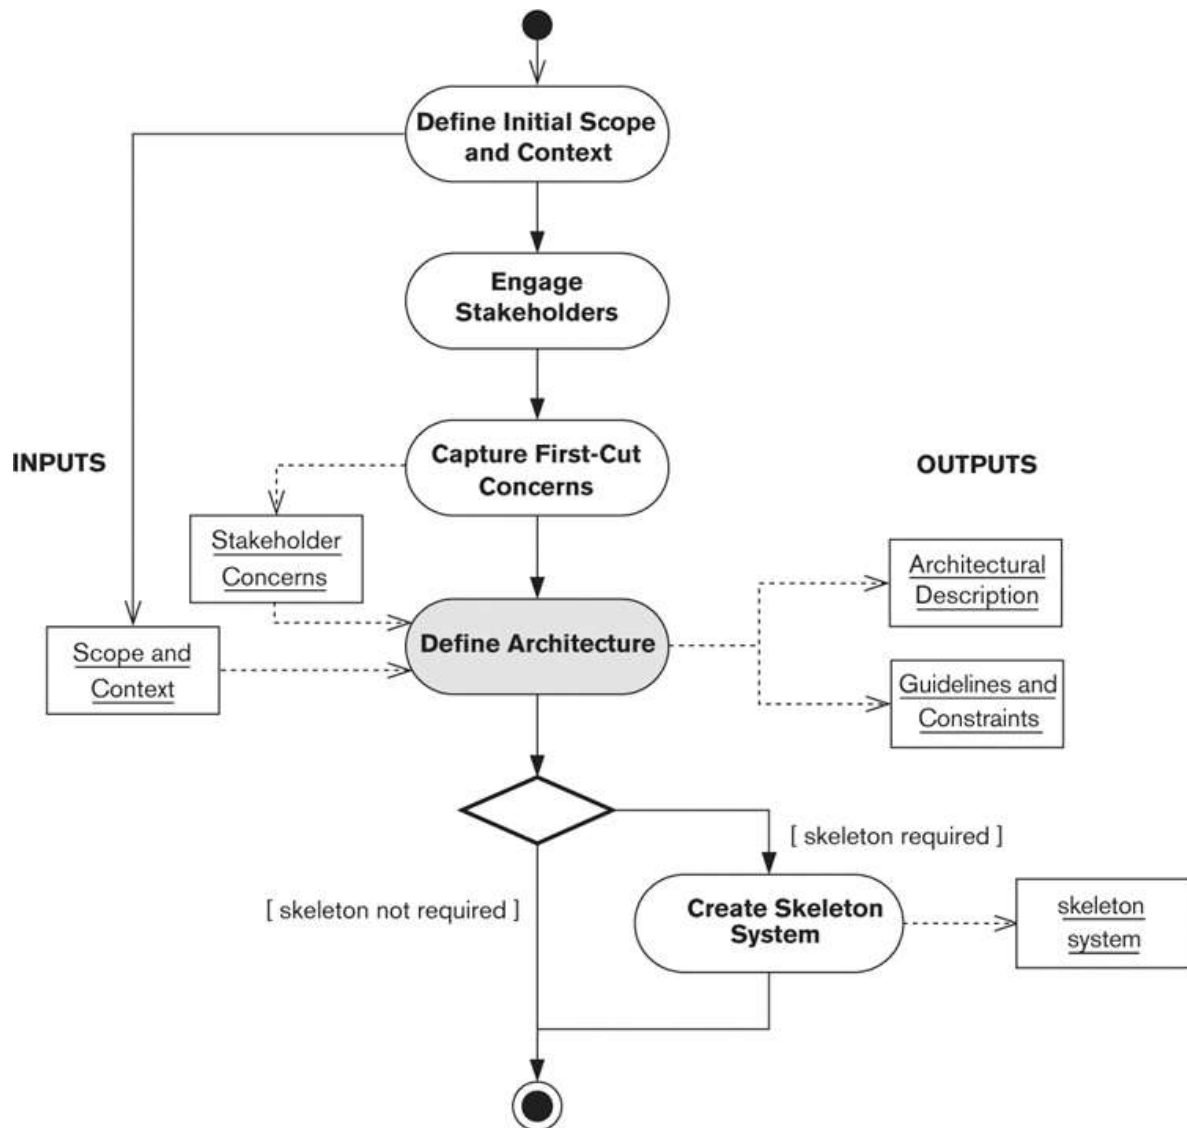 Define Initial Scope
and Context
Engage
Stakeholders
INPUTS
Capture First-Cut
Concerns
OUTPUTS
Stakeholder
Concerns
Architectural
Description
Define Architecture
Scope and
Context
Guidelines and
Constraints
[ skeleton required ]
[ skeleton not required ]
Create Skeleton
System
skeleton
system